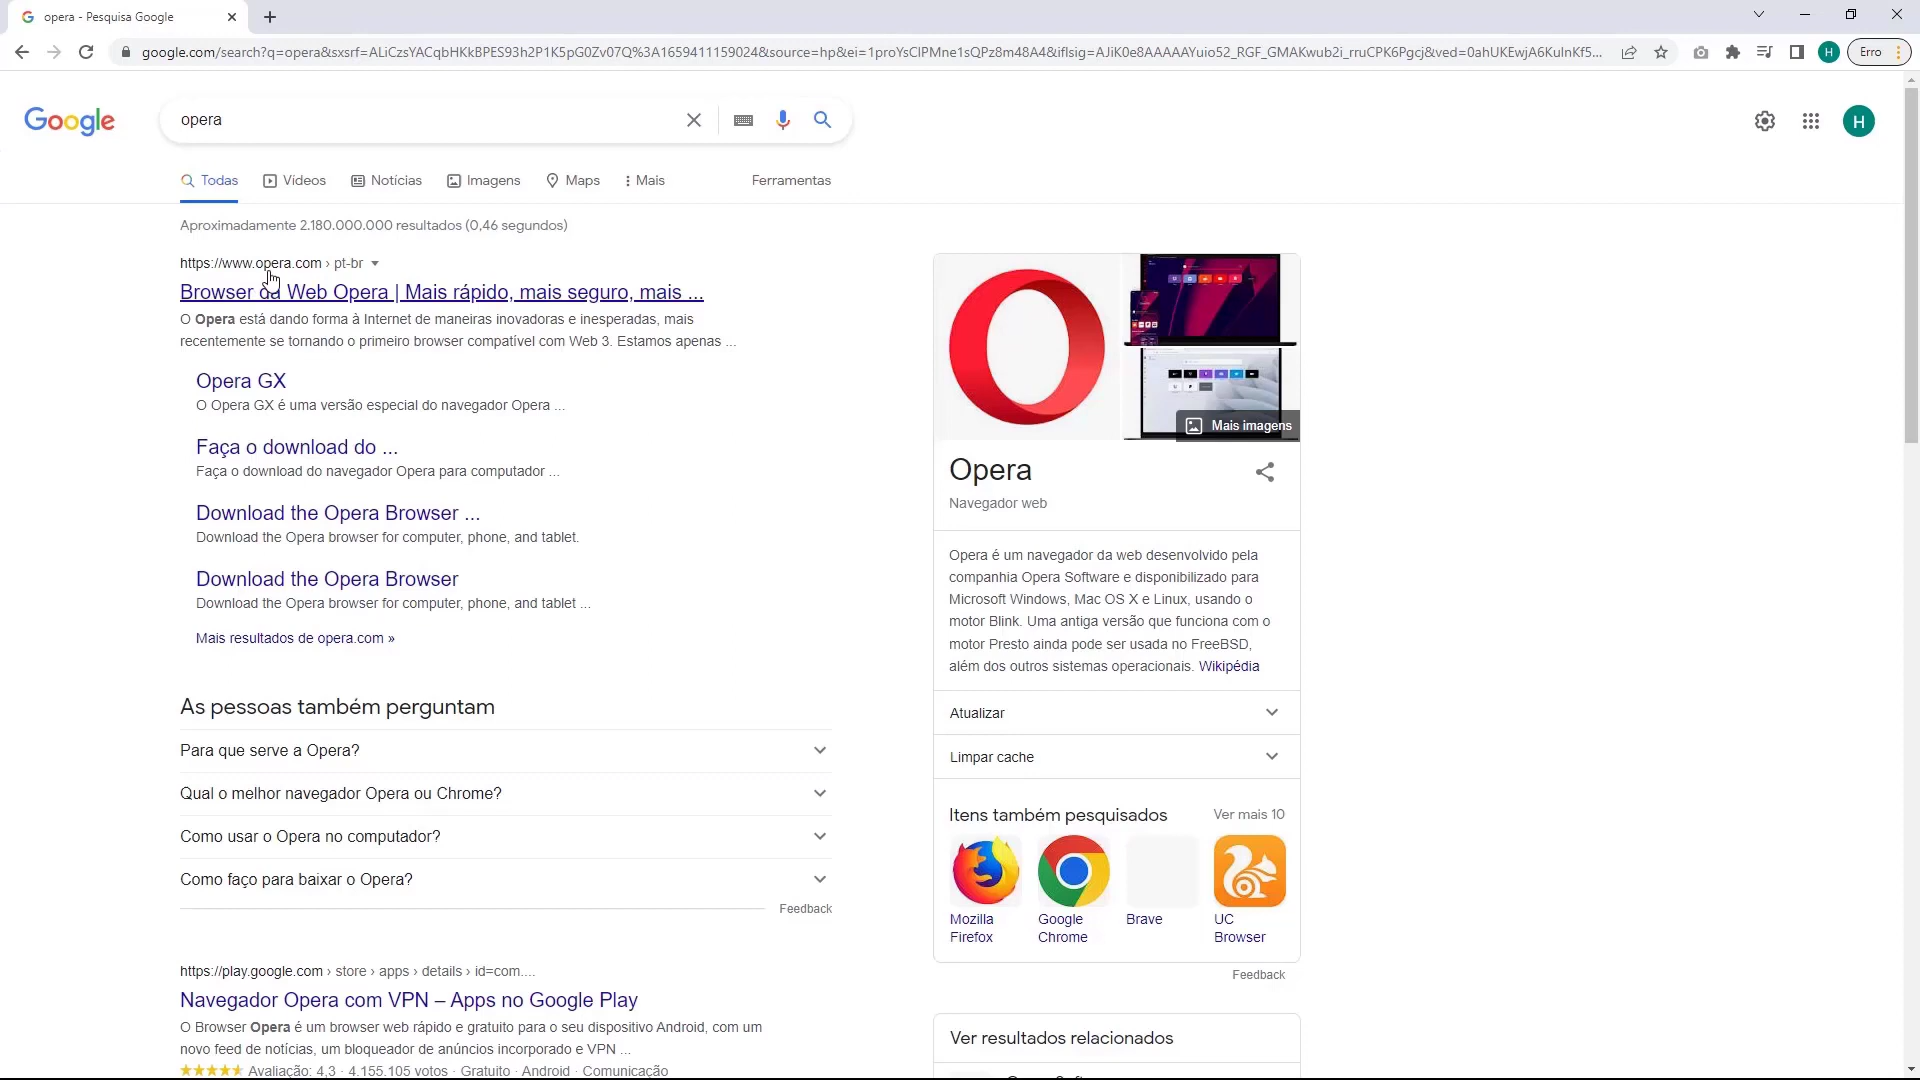 opera - Pesquisa Google
google.com/search?q=opera&sxsrf=ALiCzsYACqbHKkBPES93h2P1K5pG0Zv07Q%3A1659411159024&source=hp&ei=1proYsClPMne1sQPz8m48A4&iflsig=AJiK0e8AAAAAYuio52_RGF_GMAKwub2i_rruCPK6Pgcj&ved=0ahUKEwjA6KulnKf5...
H
Erro
Google
opera
H
Todas
Vídeos
Notícias
Imagens
Maps
Mais
Ferramentas
Aproximadamente 2.180.000.000 resultados (0,46 segundos)
https://www.opera.com › pt-br
Browser da Web Opera | Mais rápido, mais seguro, mais ...
O Opera está dando forma à Internet de maneiras inovadoras e inesperadas, mais
recentemente se tornando o primeiro browser compatível com Web 3. Estamos apenas ...
Opera GX
O Opera GX é uma versão especial do navegador Opera ...
Faça o download do ...
Faça o download do navegador Opera para computador ...
Download the Opera Browser ...
Download the Opera browser for computer, phone, and tablet.
Download the Opera Browser
Download the Opera browser for computer, phone, and tablet ...
Mais resultados de opera.com »
As pessoas também perguntam
Para que serve a Opera?
Qual o melhor navegador Opera ou Chrome?
Como usar o Opera no computador?
Como faço para baixar o Opera?
Feedback
https://play.google.com › store › apps › details › id=com....
Navegador Opera com VPN – Apps no Google Play
O Browser Opera é um browser web rápido e gratuito para o seu dispositivo Android, com um
novo feed de notícias, um bloqueador de anúncios incorporado e VPN ...
Avaliação: 4,3 · 4.155.105 votos · Gratuito · Android · Comunicação
Mais imagens
Opera
Navegador web
Opera é um navegador da web desenvolvido pela
companhia Opera Software e disponibilizado para
Microsoft Windows, Mac OS X e Linux, usando o
motor Blink. Uma antiga versão que funciona com o
motor Presto ainda pode ser usada no FreeBSD,
além dos outros sistemas operacionais. Wikipédia
Atualizar
Limpar cache
Itens também pesquisados
Ver mais 10
Mozilla
Firefox
Google
Chrome
Brave
UC
Browser
Feedback
Ver resultados relacionados